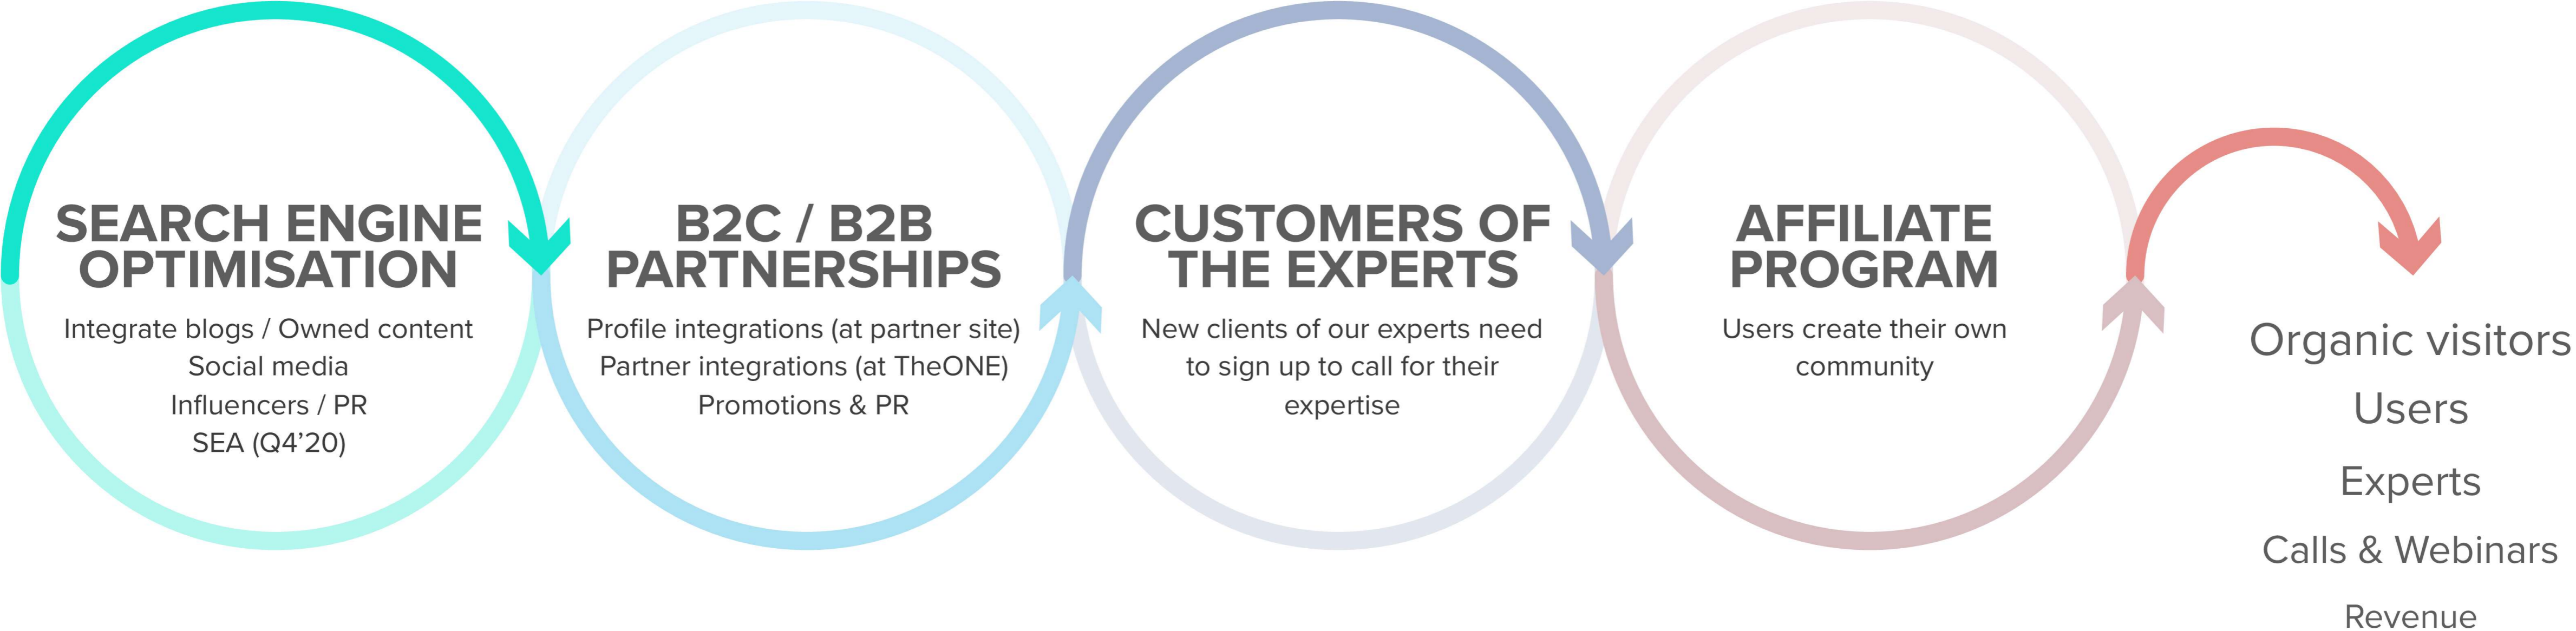 SEARCH ENGINE
OPTIMISATION
Integrate blogs / Owned content
Social media
Influencers / PR
SEA (Q4’20)
B2C / B2B
PARTNERSHIPS
Profile integrations (at partner site)
Partner integrations (at TheONE)
Promotions & PR
CUSTOMERS OF
THE EXPERTS
New clients of our experts need
to sign up to call for their
expertise
AFFILIATE
PROGRAM
Users create their own
community
Organic visitors
Users
Experts
Calls & Webinars
Revenue